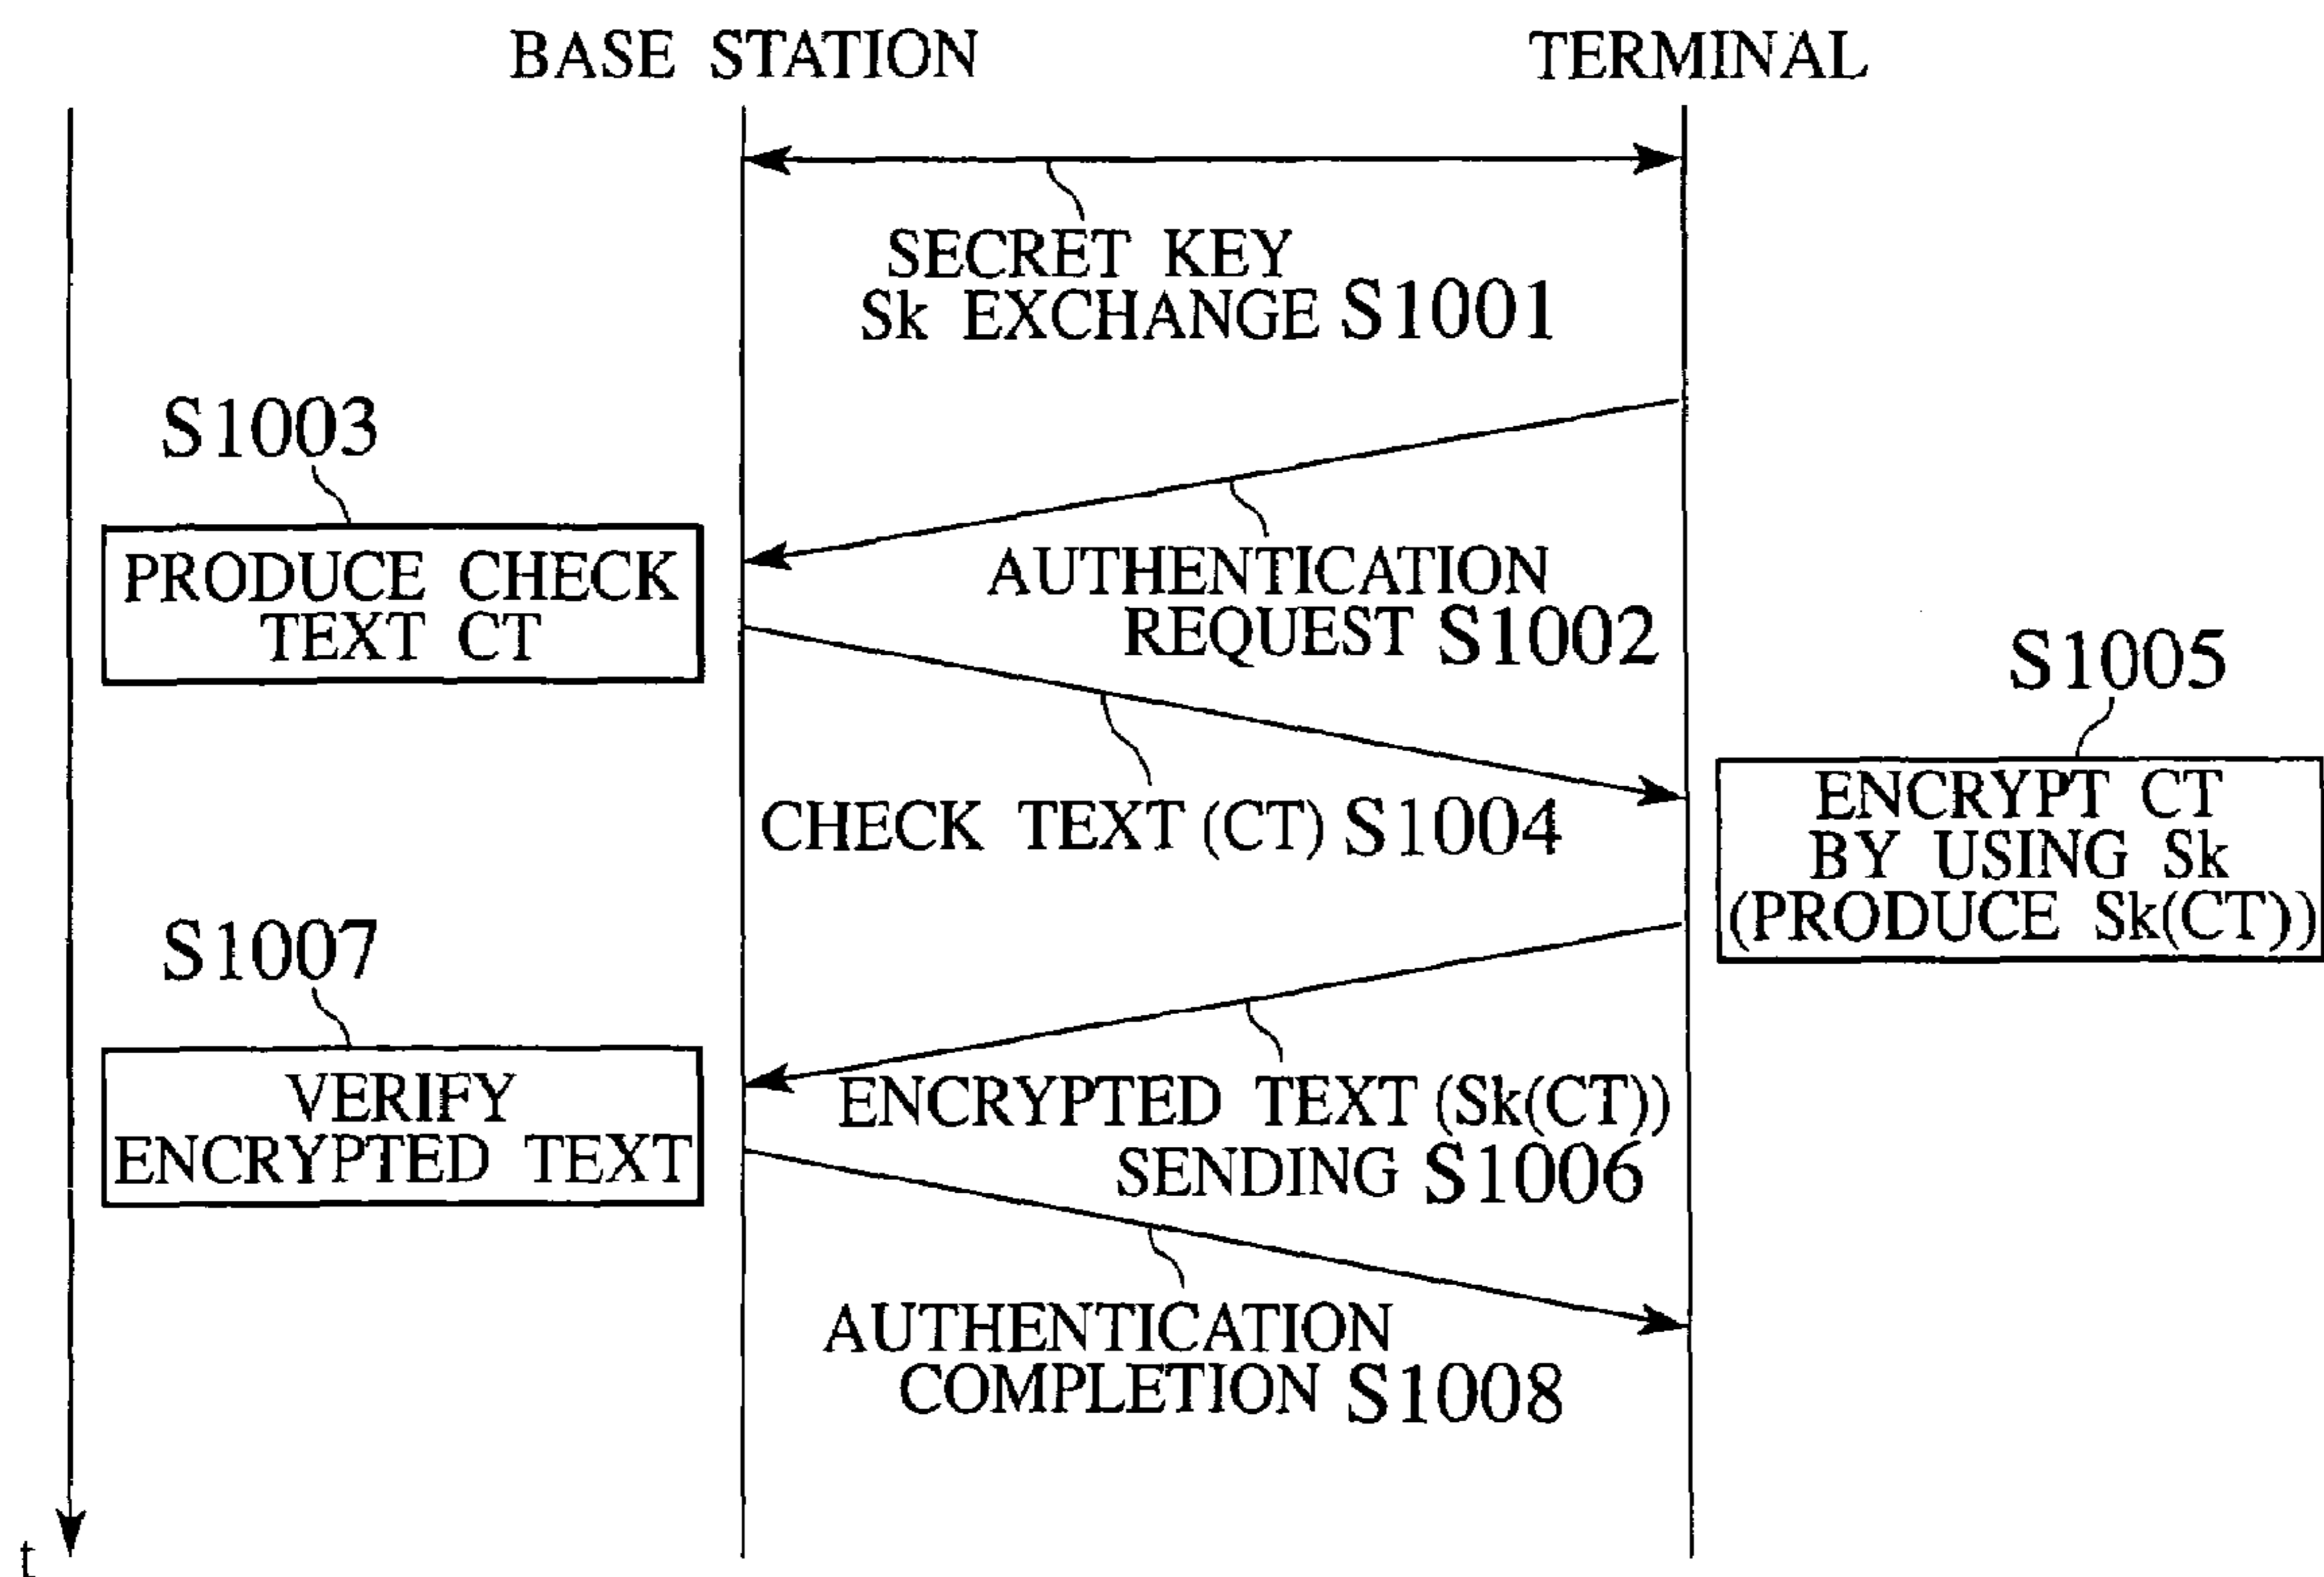 BASE STATION
TERMINAL
SECRET KEY
Sk EXCHANGE S1001
S1003
PRODUCE CHECK
TEXT CT
AUTHENTICATION
REQUEST S1002
S1005
CHECK TEXT (CT) S1004
ENCRYPT CT
BY USING Sk
(PRODUCE Sk(CT))
S1007
VERIFY
ENCRYPTED TEXT
ENCRYPTED TEXT (Sk(CT))
SENDING S1006
AUTHENTICATION
COMPLETION S1008
t